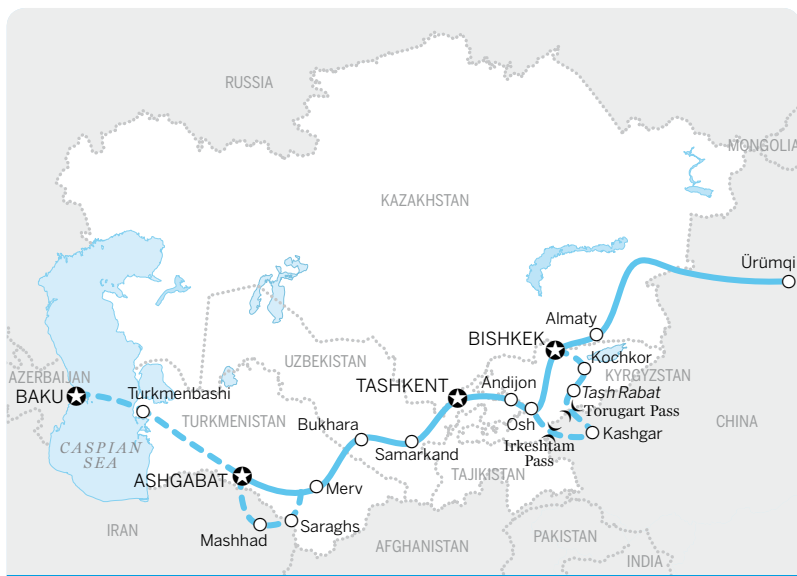 RUSSIA
MONGOLIA
KAZAKHSTAN
Ürümqi
Almaty
BISHKEK
Kochkor
UZBEKISTAN
KYRGYZSTAN
AZERBAIJAN
TASHKENT
Andijon
Tash Rabat
BAKU
Turkmenbashi
Torugart Pass
TURKMENISTAN
Bukhara
Osh
CHINA
Kashgar
CASPIAN
SEA
Samarkand
Irkeshtam
Pass
TAJIKISTAN
ASHGABAT
Merv
Saraghs
IRAN
Mashhad
AFGHANISTAN
PAKISTAN
INDIA